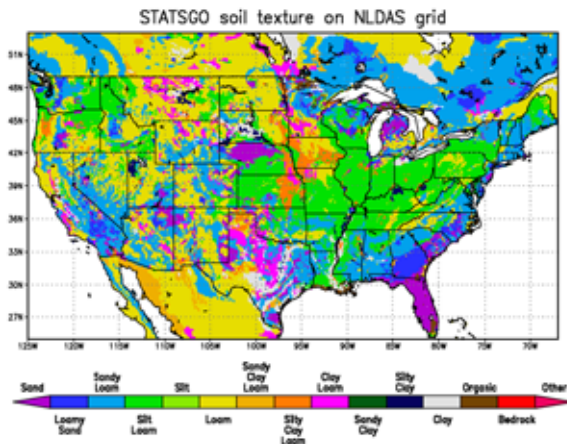 STATSGO soil texture on NLDAS grid
51N
48N
45N
42N
39N
36N
33N
30N
27N
125W 120W 115W 110W 105W 100W 95W 90W 85W 80W 75W 70W
Sand
Sandy
Loam
Silt
Sandy
Clay
Loam
Clay
Loam
Silty
Clay
Organic
Other
Loamy
Sand
Silt
Loam
Loam
Silty
Clay
Loam
Sandy
Clay
Clay
Bedrock